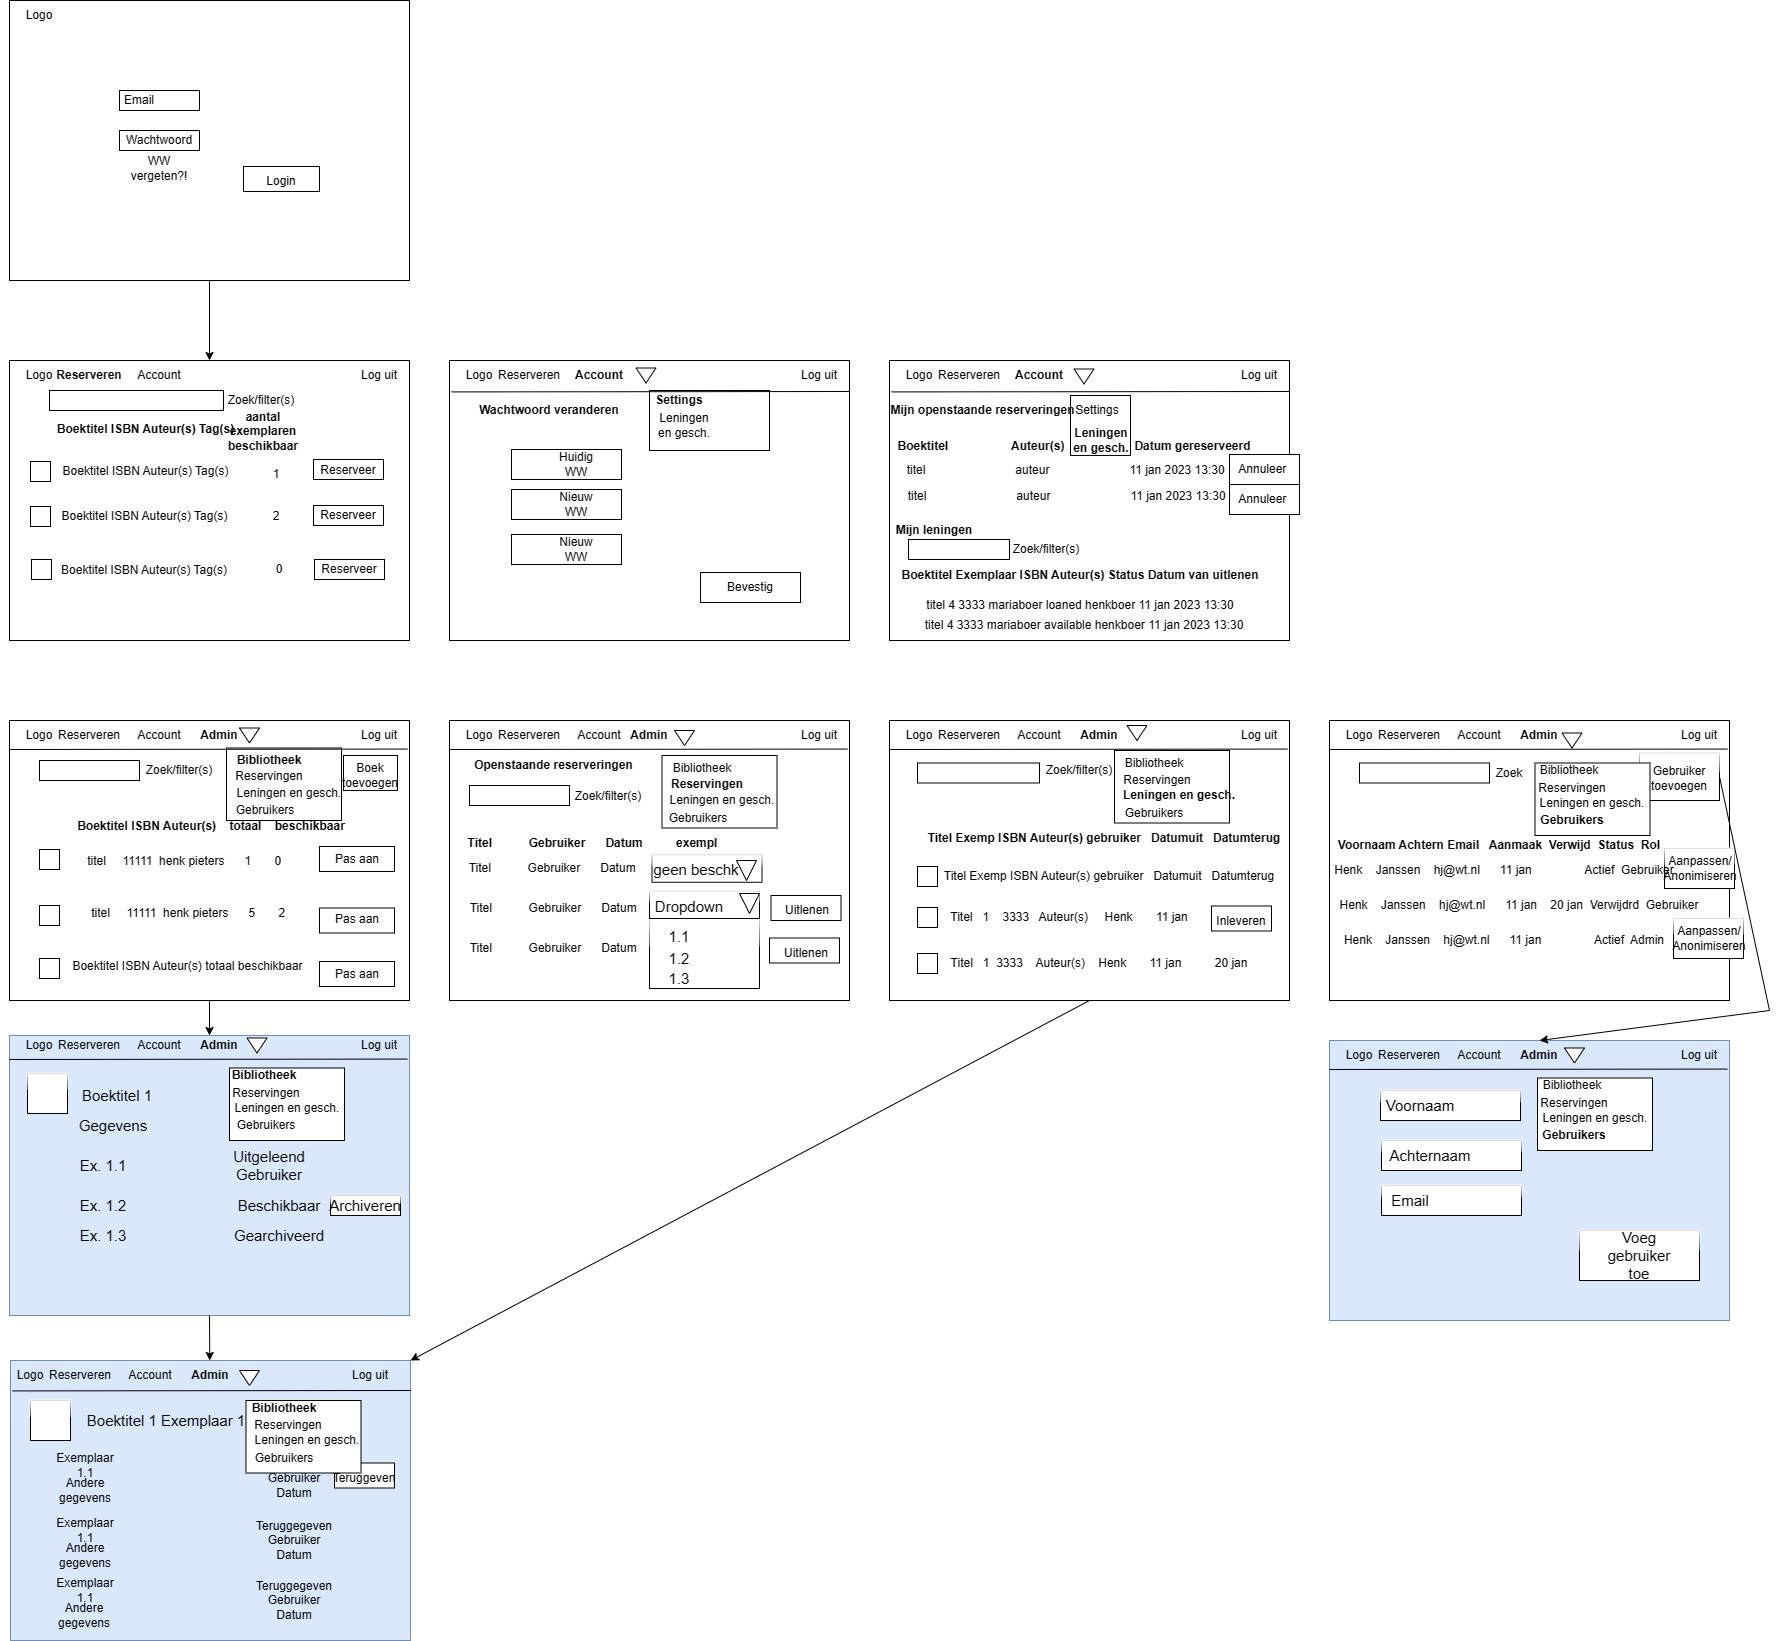 Logo
Email
Wachtwoord
WW
vergeten?!
Login
Logo Reserveren Account Log uit
Zoek/filter(s)
Boektitel ISBN Auteur(s) Tag(s)
aantal
exemplaren
beschikbaar
Boektitel ISBN Auteur(s) Tag(s) 1 Reserveer
Boektitel ISBN Auteur(s) Tag(s) 2 Reserveer
Boektitel ISBN Auteur(s) Tag(s) 0 Reserveer
Logo Reserveren Account Log uit
Wachtwoord veranderen
Settings
Leningen
en gesch.
Huidig
WW
Nieuw
WW
Nieuw
WW
Bevestig
Logo Reserveren Account Log uit
Mijn openstaande reserveringen
Settings
Leningen
en gesch.
Boektitel Auteur(s) Datum gereserveerd
titel auteur 11 jan 2023 13:30 Annuleer
titel auteur 11 jan 2023 13:30 Annuleer
Mijn leningen
Zoek/filter(s)
Boektitel Exemplaar ISBN Auteur(s) Status Datum van uitlenen
titel 4 3333 mariaboer loaned henkboer 11 jan 2023 13:30
titel 4 3333 mariaboer available henkboer 11 jan 2023 13:30
Logo Reserveren Account Admin Log uit
Zoek/filter(s)
Bibliotheek
Reservingen
Leningen en gesch.
Gebruikers
Boek
toevoegen
Boektitel ISBN Auteur(s) totaal beschikbaar
titel 11111 henk pieters 1 0 Pas aan
titel 11111 henk pieters 5 2 Pas aan
Boektitel ISBN Auteur(s) totaal beschikbaar Pas aan
Logo Reserveren Account Admin Log uit
Openstaande reserveringen
Zoek/filter(s)
Bibliotheek
Reservingen
Leningen en gesch.
Gebruikers
Titel Gebruiker Datum exempl
Titel Gebruiker Datum geen beschk
Titel Gebruiker Datum Dropdown Uitlenen
Titel Gebruiker Datum Uitlenen
1.1
1.2
1.3
Logo Reserveren Account Admin Log uit
Zoek/filter(s)
Bibliotheek
Reservingen
Leningen en gesch.
Gebruikers
Titel Exemp ISBN Auteur(s) gebruiker Datumuit Datumterug
Titel Exemp ISBN Auteur(s) gebruiker Datumuit Datumterug
Titel 1 3333 Auteur(s) Henk 11 jan Inleveren
Titel 1 3333 Auteur(s) Henk 11 jan 20 jan
Logo Reserveren Account Admin Log uit
Zoek
Bibliotheek
Reservingen
Leningen en gesch.
Gebruikers
Gebruiker
toevoegen
Voornaam Achtern Email Aanmaak Verwijd Status Rol
Henk Janssen hj@wt.nl 11 jan Actief Gebruiker
Aanpassen/
Anonimiseren
Henk Janssen hj@wt.nl 11 jan 20 jan Verwijdrd Gebruiker
Henk Janssen hj@wt.nl 11 jan Actief Admin
Aanpassen/
Anonimiseren
Logo Reserveren Account Admin Log uit
Bibliotheek
Reservingen
Leningen en gesch.
Gebruikers
Boektitel 1
Gegevens
Ex. 1.1 Uitgeleend
Gebruiker
Ex. 1.2 Beschikbaar Archiveren
Ex. 1.3 Gearchiveerd
Logo Reserveren Account Admin Log uit
Bibliotheek
Reservingen
Leningen en gesch.
Gebruikers
Voornaam
Achternaam
Email
Voeg
gebruiker
toe
Logo Reserveren Account Admin Log uit
Boektitel 1 Exemplaar 1
Bibliotheek
Reservingen
Leningen en gesch.
Gebruikers
Exemplaar
1.1
Andere
gegevens
Gebruiker
Datum
Teruggeven
Exemplaar
1.1
Andere
gegevens
Teruggegeven
Gebruiker
Datum
Exemplaar
1.1
Andere
gegevens
Teruggegeven
Gebruiker
Datum